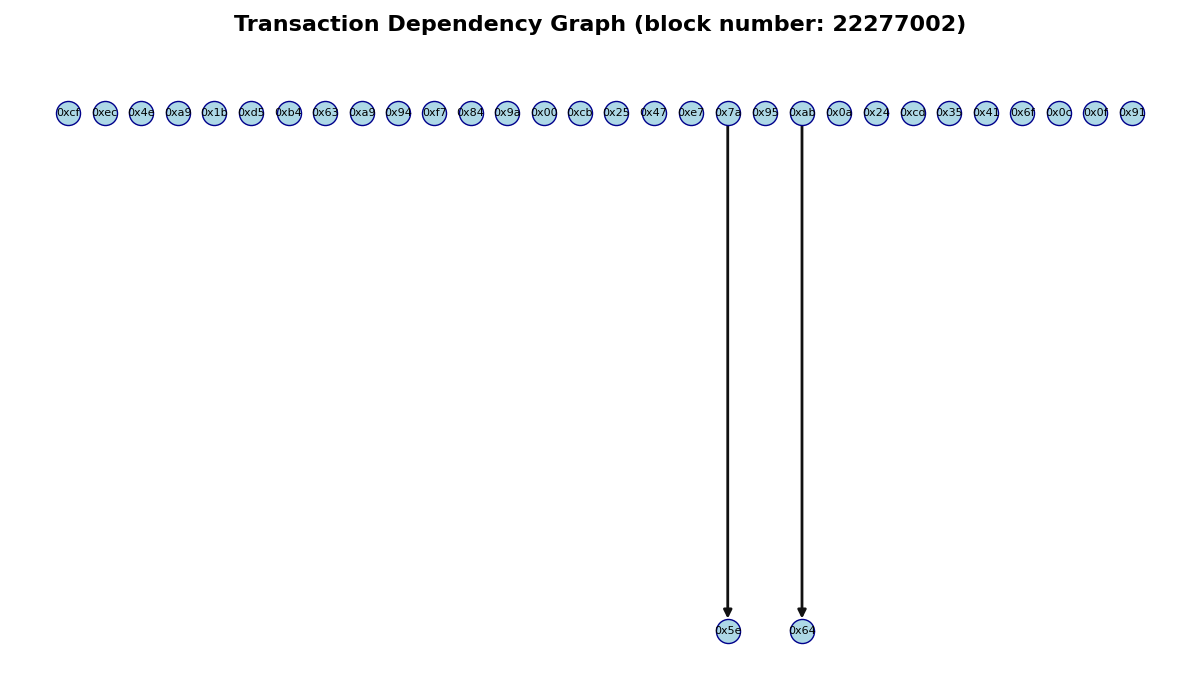 Transaction Dependency Graph (block number: 22277002)
0xcf 0xec 0x4e 0xa9 0x1b 0xd5 0xb4 0x63 0xa9 0x94 0xf7 0x84 0x9a 0x00 0xcb 0x25 0x47 0xe7 0x7a 0x95 0xab 0x0a 0x24 0xcd 0x35 0x41 0x6f 0x0c 0x0f 0x91
0x5e 0x64